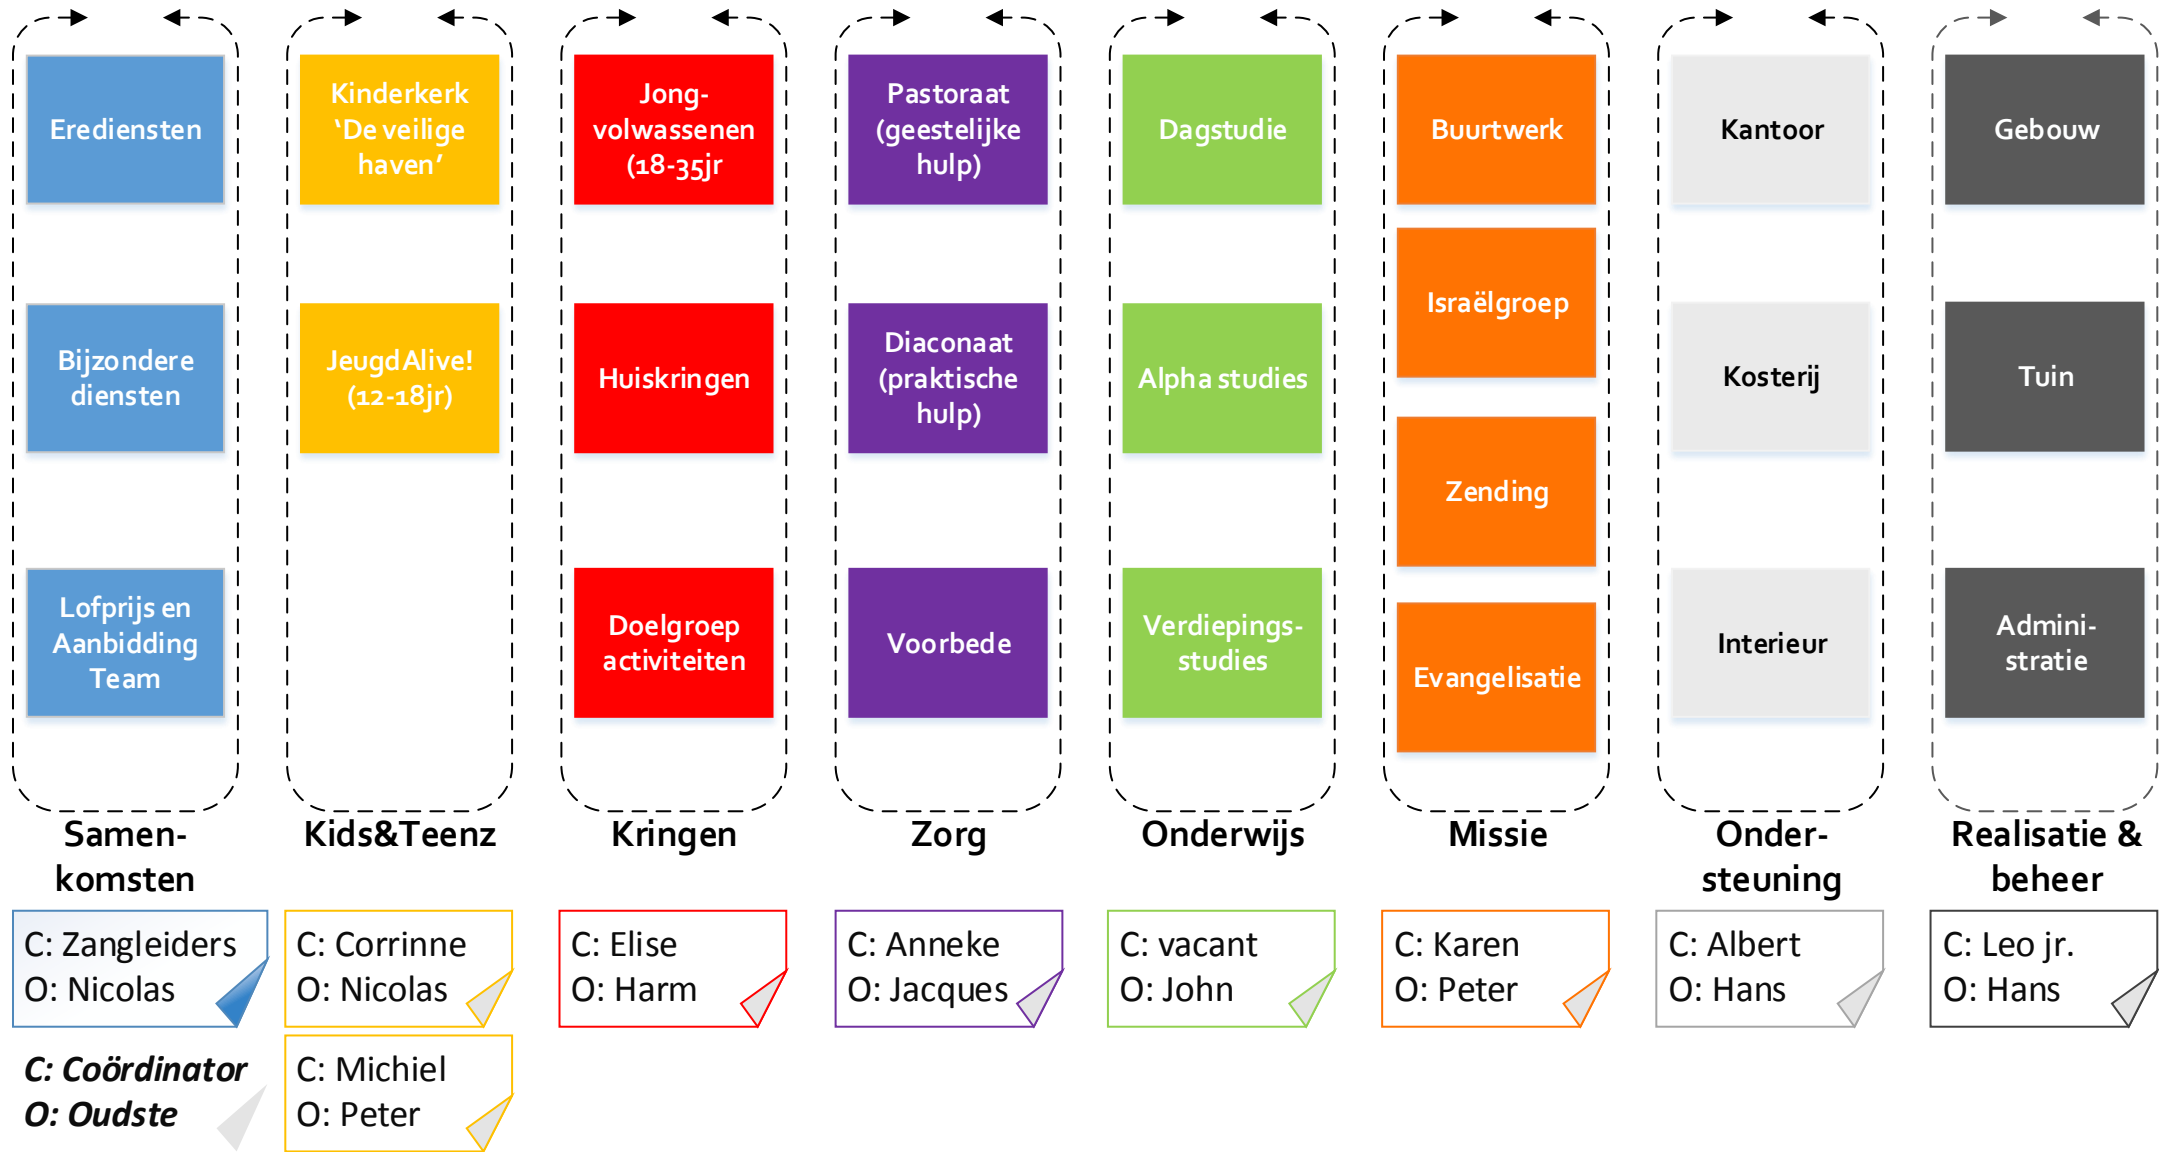 Erediensten
Bijzondere
diensten
Lofprijs en
Aanbidding
Team
Samen-
komsten
C: Zangleiders
O: Nicolas
C: Coördinator
O: Oudste
Kinderkerk
‘De veilige
haven’
JeugdAlive!
(12-18jr)
Kids&Teenz
C: Corrinne
O: Nicolas
C: Michiel
O: Peter
Jong-
volwassenen
(18-35jr
Huiskringen
Doelgroep
activiteiten
Kringen
C: Elise
O: Harm
Pastoraat
(geestelijke
hulp)
Diaconaat
(praktische
hulp)
Voorbede
Zorg
C: Anneke
O: Jacques
Dagstudie
Alpha studies
Verdiepings-
studies
Onderwijs
C: vacant
O: John
Buurtwerk
Israëlgroep
Zending
Evangelisatie
Missie
C: Karen
O: Peter
Kantoor
Kosterij
Interieur
Onder-
steuning
C: Albert
O: Hans
Gebouw
Tuin
Admini-
stratie
Realisatie &
beheer
C: Leo jr.
O: Hans